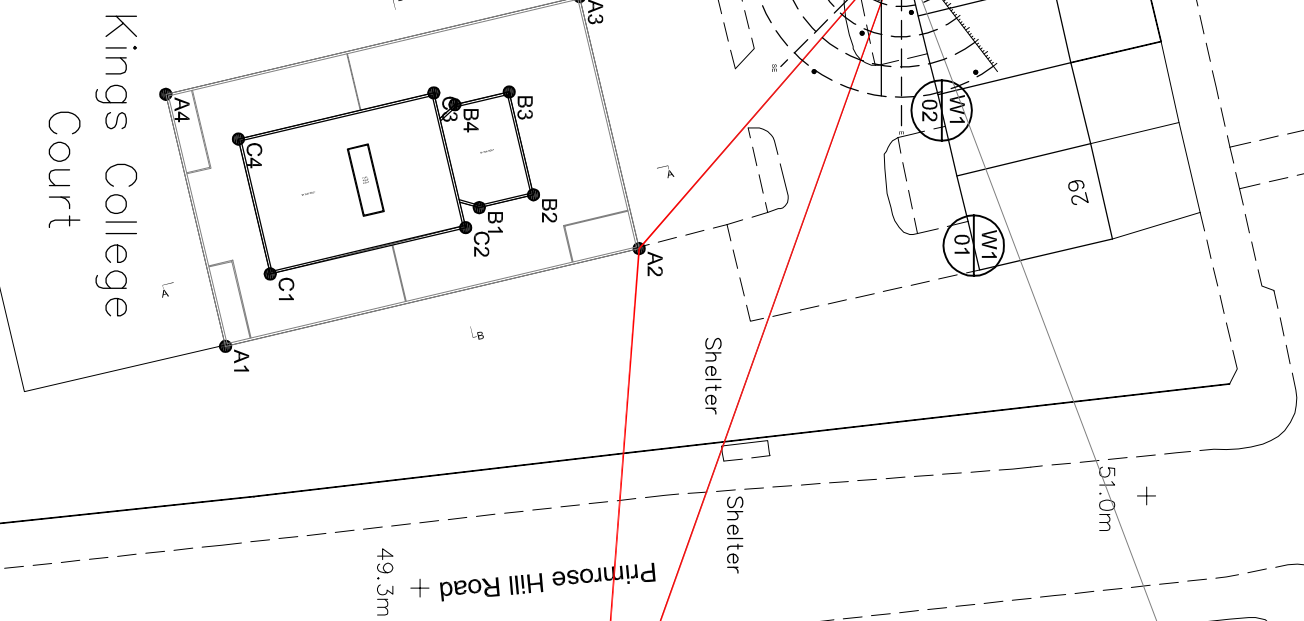 Kings College
Court
A4
A3
C4
C3
B4
B3
B1
B2
C2
C1
A2
A1
A
A
B
SE
E
W1
02
W1
01
29
Shelter
Shelter
51.0m
49.3m
Primrose Hill Road